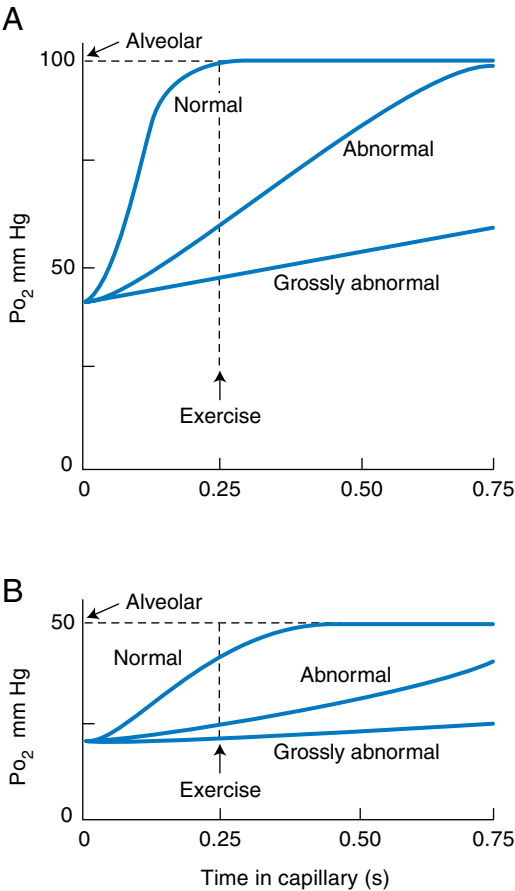 A
Alveolar
100
Normal
Abnormal
Po2 mm Hg
50
Grossly abnormal
Exercise
0
0 0.25 0.50 0.75
B
Alveolar
50
Normal
Abnormal
Po2 mm Hg
Grossly abnormal
Exercise
0
0 0.25 0.50 0.75
Time in capillary (s)